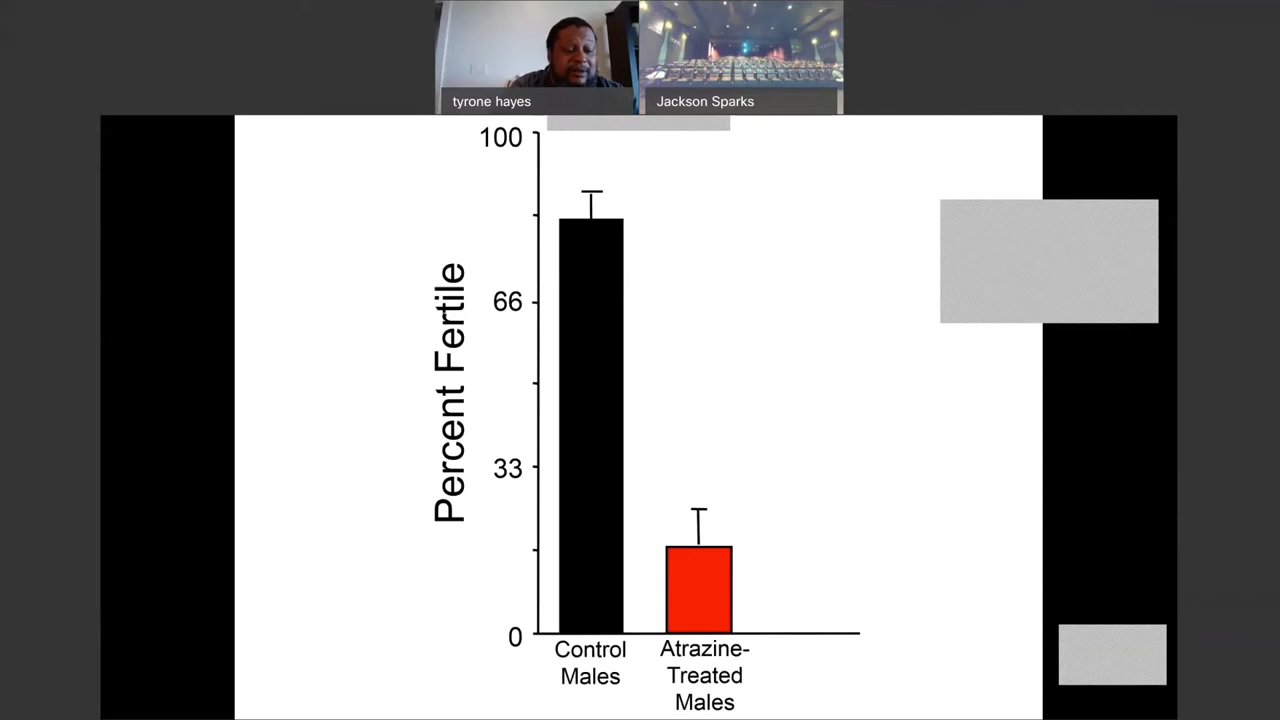 tyrone hayes
Jackson Sparks
100
66
33
0
Percent Fertile
Control
Males
Atrazine-
Treated
Males